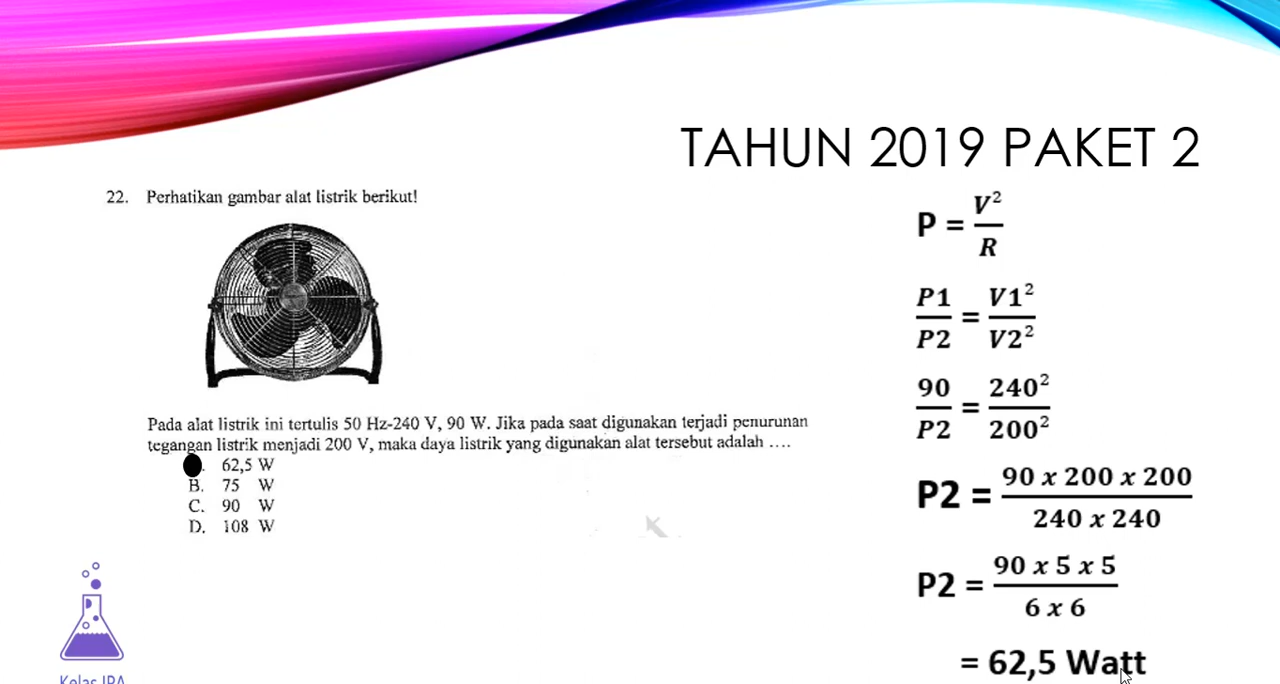 TAHUN 2019 PAKET 2
22. Perhatikan gambar alat listrik berikut!
Pada alat listrik ini tertulis 50 Hz-240 V, 90 W. Jika pada saat digunakan terjadi penurunan
tegangan listrik menjadi 200 V, maka daya listrik yang digunakan alat tersebut adalah ....
62,5 W
B. 75 W
C. 90 W
D. 108 W
P = V²/R
P1/P2 = V1²/V2²
90/P2 = 240²/200²
P2 = 90 x 200 x 200 / 240 x 240
P2 = 90 x 5 x 5 / 6 x 6
= 62,5 Watt
Kelas IPA